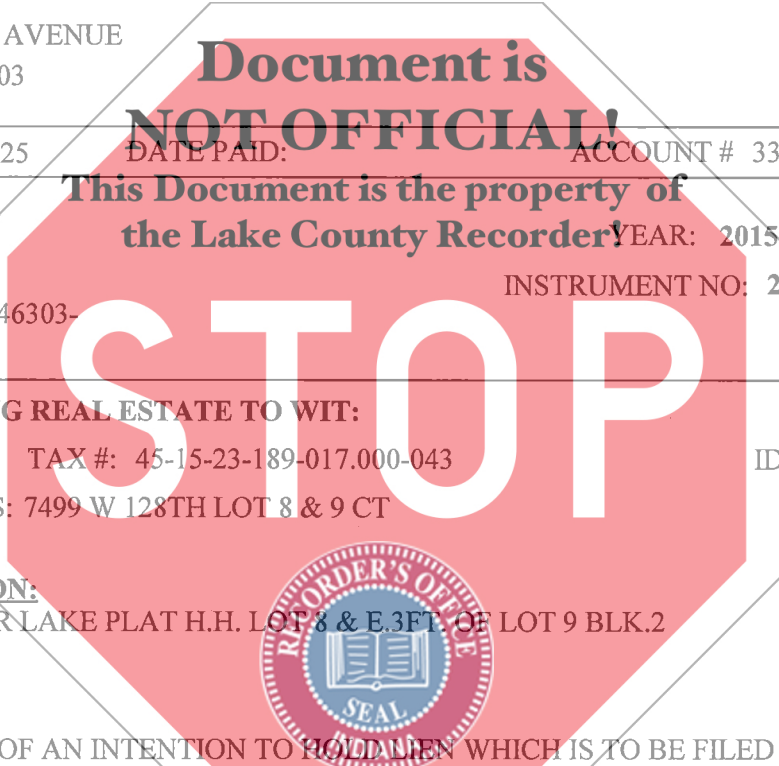 AVENUE
Document is
03
NOT OFFICIAL!
25 DATE PAID: ACCOUNT # 33
This Document is the property of
the Lake County Recorder!
YEAR: 2015
INSTRUMENT NO: 2
46303-
STOP
G REAL ESTATE TO WIT:
TAX #: 45-15-23-189-017.000-043 ID
S: 7499 W 128TH LOT 8 & 9 CT
ON:
R LAKE PLAT H.H. LOT 8 & E.3FT. OF LOT 9 BLK.2
RECORDER'S OFFICE
SEAL
INDIANA
OF AN INTENTION TO HOLD LIEN WHICH IS TO BE FILED